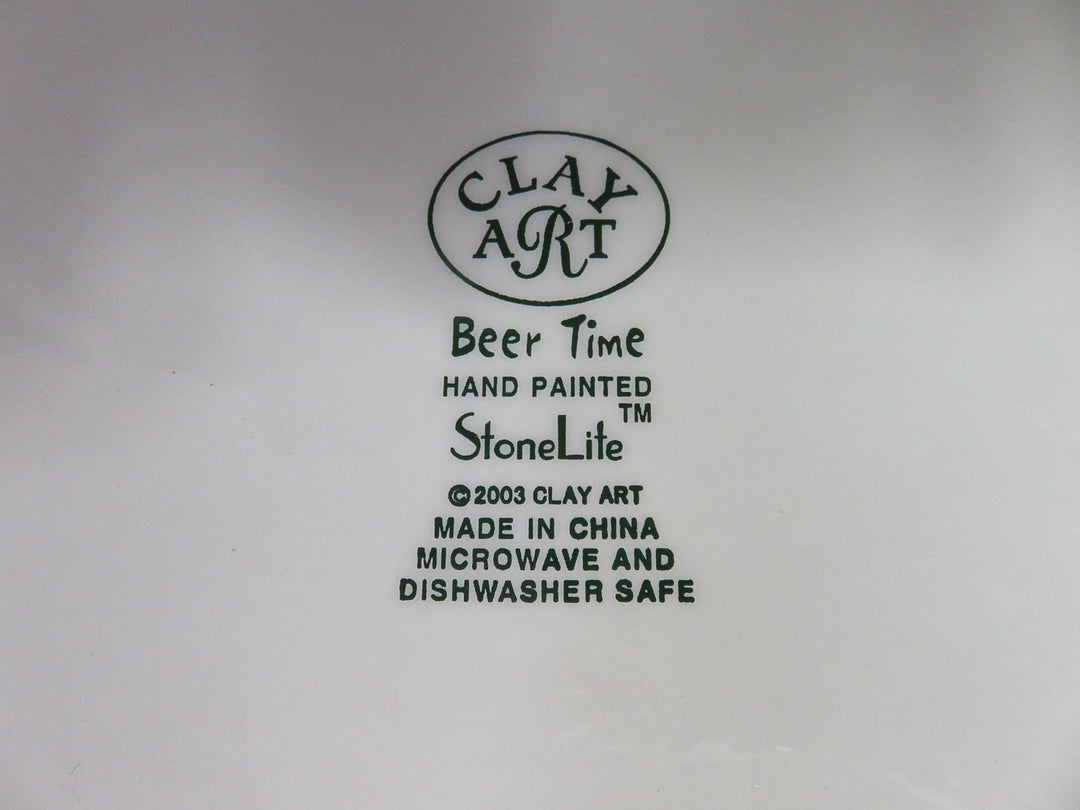 CLAY
ART
Beer Time
HAND PAINTED
StoneLite™
©2003 CLAY ART
MADE IN CHINA
MICROWAVE AND
DISHWASHER SAFE